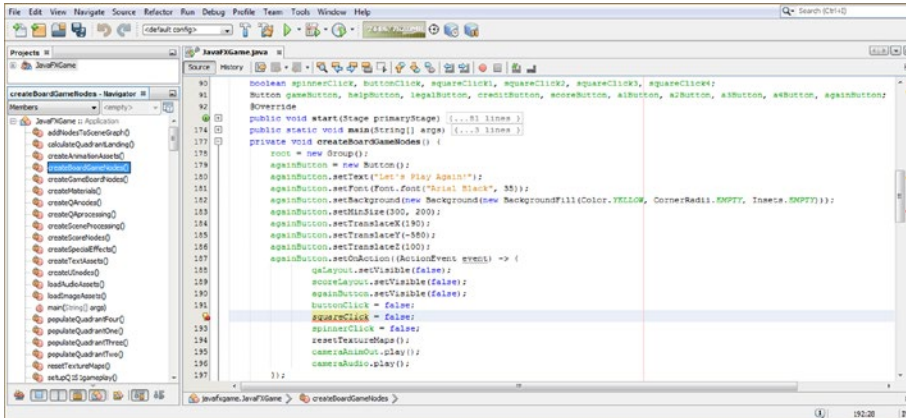 File Edit View Navigate Source Refactor Run Debug Profile Team Tools Window Help
Search (Ctrl+I)
<default config>
Projects
JavaFXGame
JavaFXGame.java
Source History
createBoardGameNodes - Navigator
Members <empty>
JavaFXGame :: Application
addNodesToSceneGraph()
calculateQuadrantLanding()
createAnimationAssets()
createBoardGameNodes()
createGameBoardNodes()
createMaterials()
createQAnodes()
createQAprocessing()
createSceneProcessing()
createScoreNodes()
createSpecialEffects()
createTextAssets()
createUInodes()
loadAudioAssets()
loadImageAssets()
main(String[] args)
populateQuadrantFour()
populateQuadrantOne()
populateQuadrantThree()
populateQuadrantTwo()
resetTextureMaps()
setupQ1S1gameplay()
90 boolean spinnerClick, buttonClick, squareClick1, squareClick2, squareClick3, squareClick4;
91 Button gameButton, helpButton, legalButton, creditButton, scoreButton, a1Button, a2Button, a3Button, a4Button, againButton;
92 @Override
public void start(Stage primaryStage) {...81 lines }
174 public static void main(String[] args) {...3 lines }
177 private void createBoardGameNodes() {
178 root = new Group();
179 againButton = new Button();
180 againButton.setText("Let's Play Again!");
181 againButton.setFont(Font.font("Arial Black", 35));
182 againButton.setBackground(new Background(new BackgroundFill(Color.YELLOW, CornerRadii.EMPTY, Insets.EMPTY)));
183 againButton.setMinSize(300, 200);
184 againButton.setTranslateX(190);
185 againButton.setTranslateY(-580);
186 againButton.setTranslateZ(100);
187 againButton.setOnAction((ActionEvent event) -> {
188 qaLayout.setVisible(false);
189 scoreLayout.setVisible(false);
190 againButton.setVisible(false);
191 buttonClick = false;
squareClick = false;
193 spinnerClick = false;
194 resetTextureMaps();
195 cameraAnimOut.play();
196 cameraAudio.play();
197 });
javafxgame.JavaFXGame createBoardGameNodes
192:28